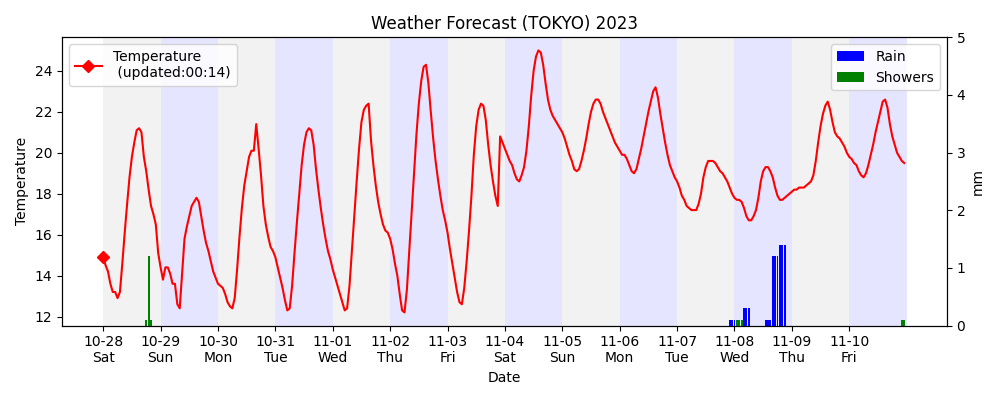 Weather Forecast (TOKYO) 2023
Temperature
(updated:00:14)
Rain
Showers
24
22
20
18
16
14
12
Temperature
5
4
3
2
1
0
mm
10-28 10-29 10-30 10-31 11-01 11-02 11-03 11-04 11-05 11-06 11-07 11-08 11-09 11-10
Sat Sun Mon Tue Wed Thu Fri Sat Sun Mon Tue Wed Thu Fri
Date